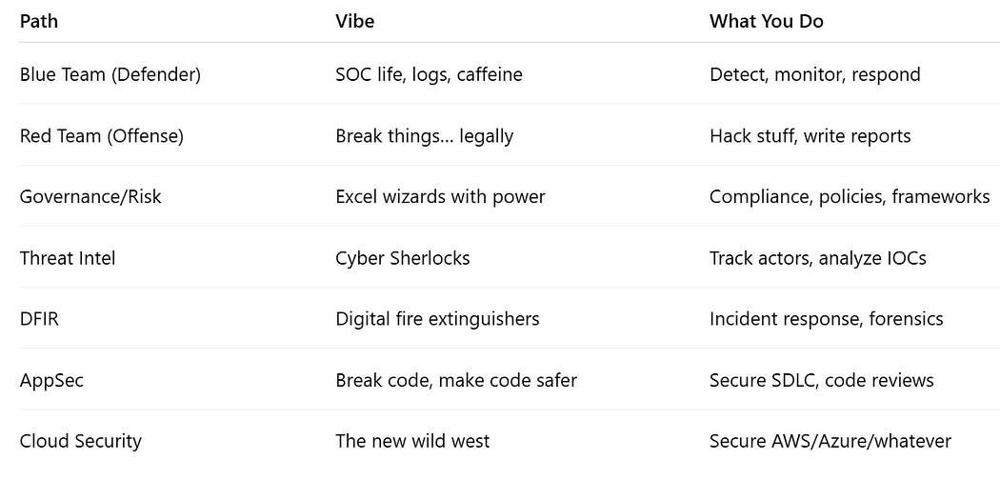 Path Vibe What You Do
Blue Team (Defender) SOC life, logs, caffeine Detect, monitor, respond
Red Team (Offense) Break things... legally Hack stuff, write reports
Governance/Risk Excel wizards with power Compliance, policies, frameworks
Threat Intel Cyber Sherlocks Track actors, analyze IOCs
DFIR Digital fire extinguishers Incident response, forensics
AppSec Break code, make code safer Secure SDLC, code reviews
Cloud Security The new wild west Secure AWS/Azure/whatever